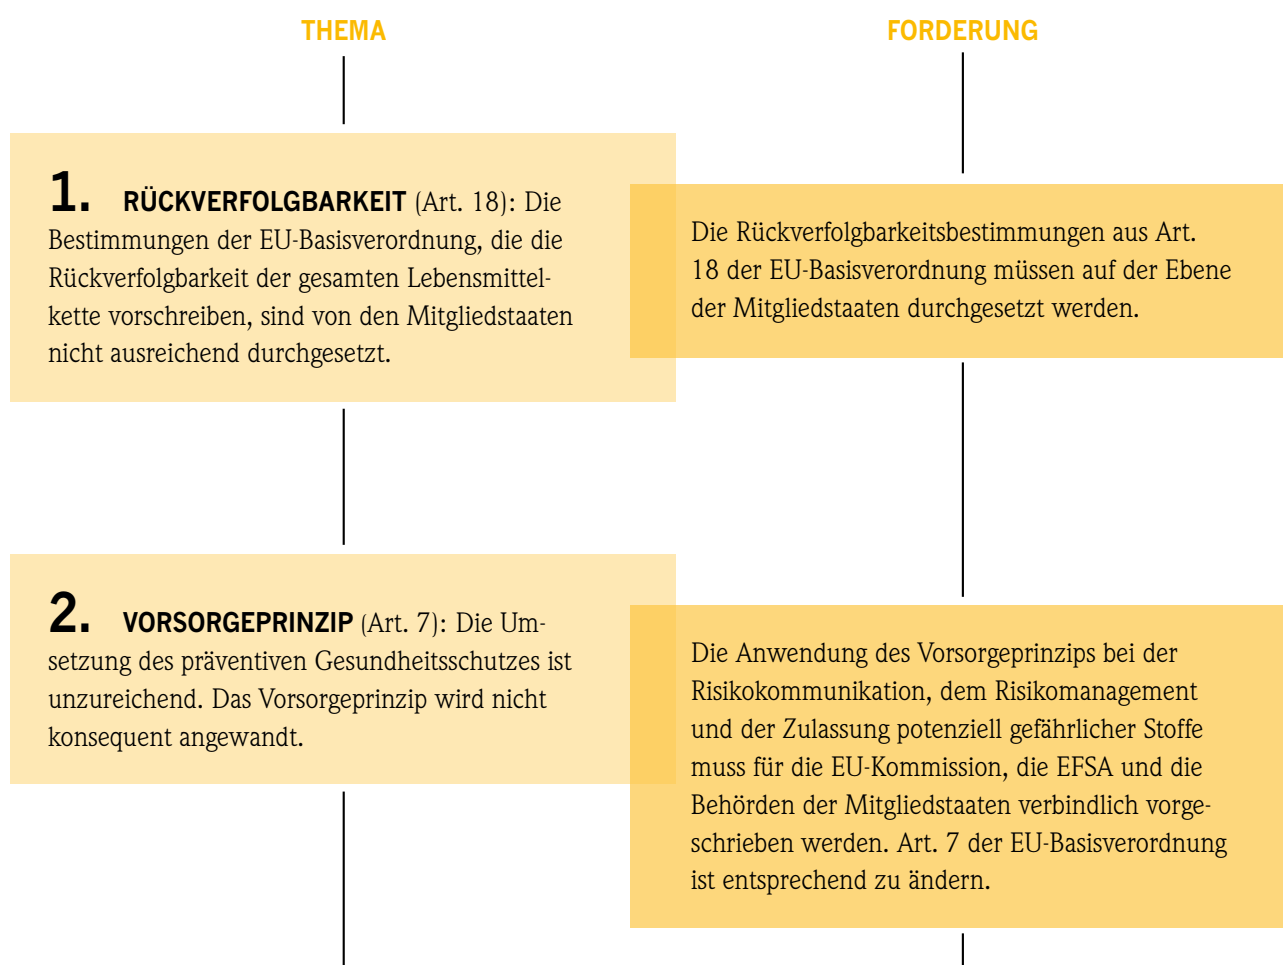 THEMA
FORDERUNG
1. RÜCKVERFOLGBARKEIT (Art. 18): Die
Bestimmungen der EU-Basisverordnung, die die
Rückverfolgbarkeit der gesamten Lebensmittel-
kette vorschreiben, sind von den Mitgliedstaaten
nicht ausreichend durchgesetzt.
Die Rückverfolgbarkeitsbestimmungen aus Art.
18 der EU-Basisverordnung müssen auf der Ebene
der Mitgliedstaaten durchgesetzt werden.
2. VORSORGEPRINZIP (Art. 7): Die Um-
setzung des präventiven Gesundheitsschutzes ist
unzureichend. Das Vorsorgeprinzip wird nicht
konsequent angewandt.
Die Anwendung des Vorsorgeprinzips bei der
Risikokommunikation, dem Risikomanagement
und der Zulassung potenziell gefährlicher Stoffe
muss für die EU-Kommission, die EFSA und die
Behörden der Mitgliedstaaten verbindlich vorge-
schrieben werden. Art. 7 der EU-Basisverordnung
ist entsprechend zu ändern.